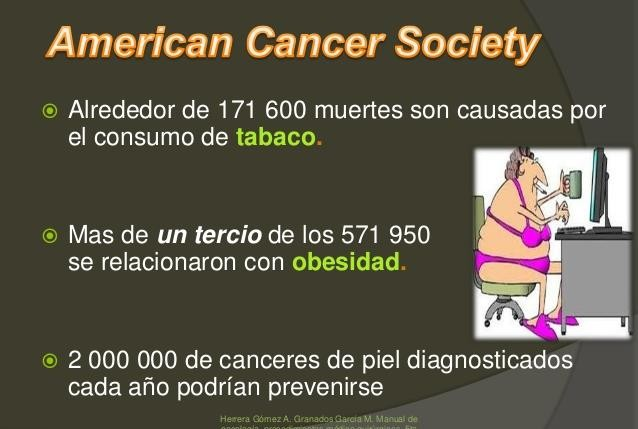 American Cancer Society
Alrededor de 171 600 muertes son causadas por
el consumo de tabaco.
Mas de un tercio de los 571 950
se relacionaron con obesidad.
2 000 000 de canceres de piel diagnosticados
cada año podrían prevenirse
Herrera Gómez A. Granados García M. Manual de